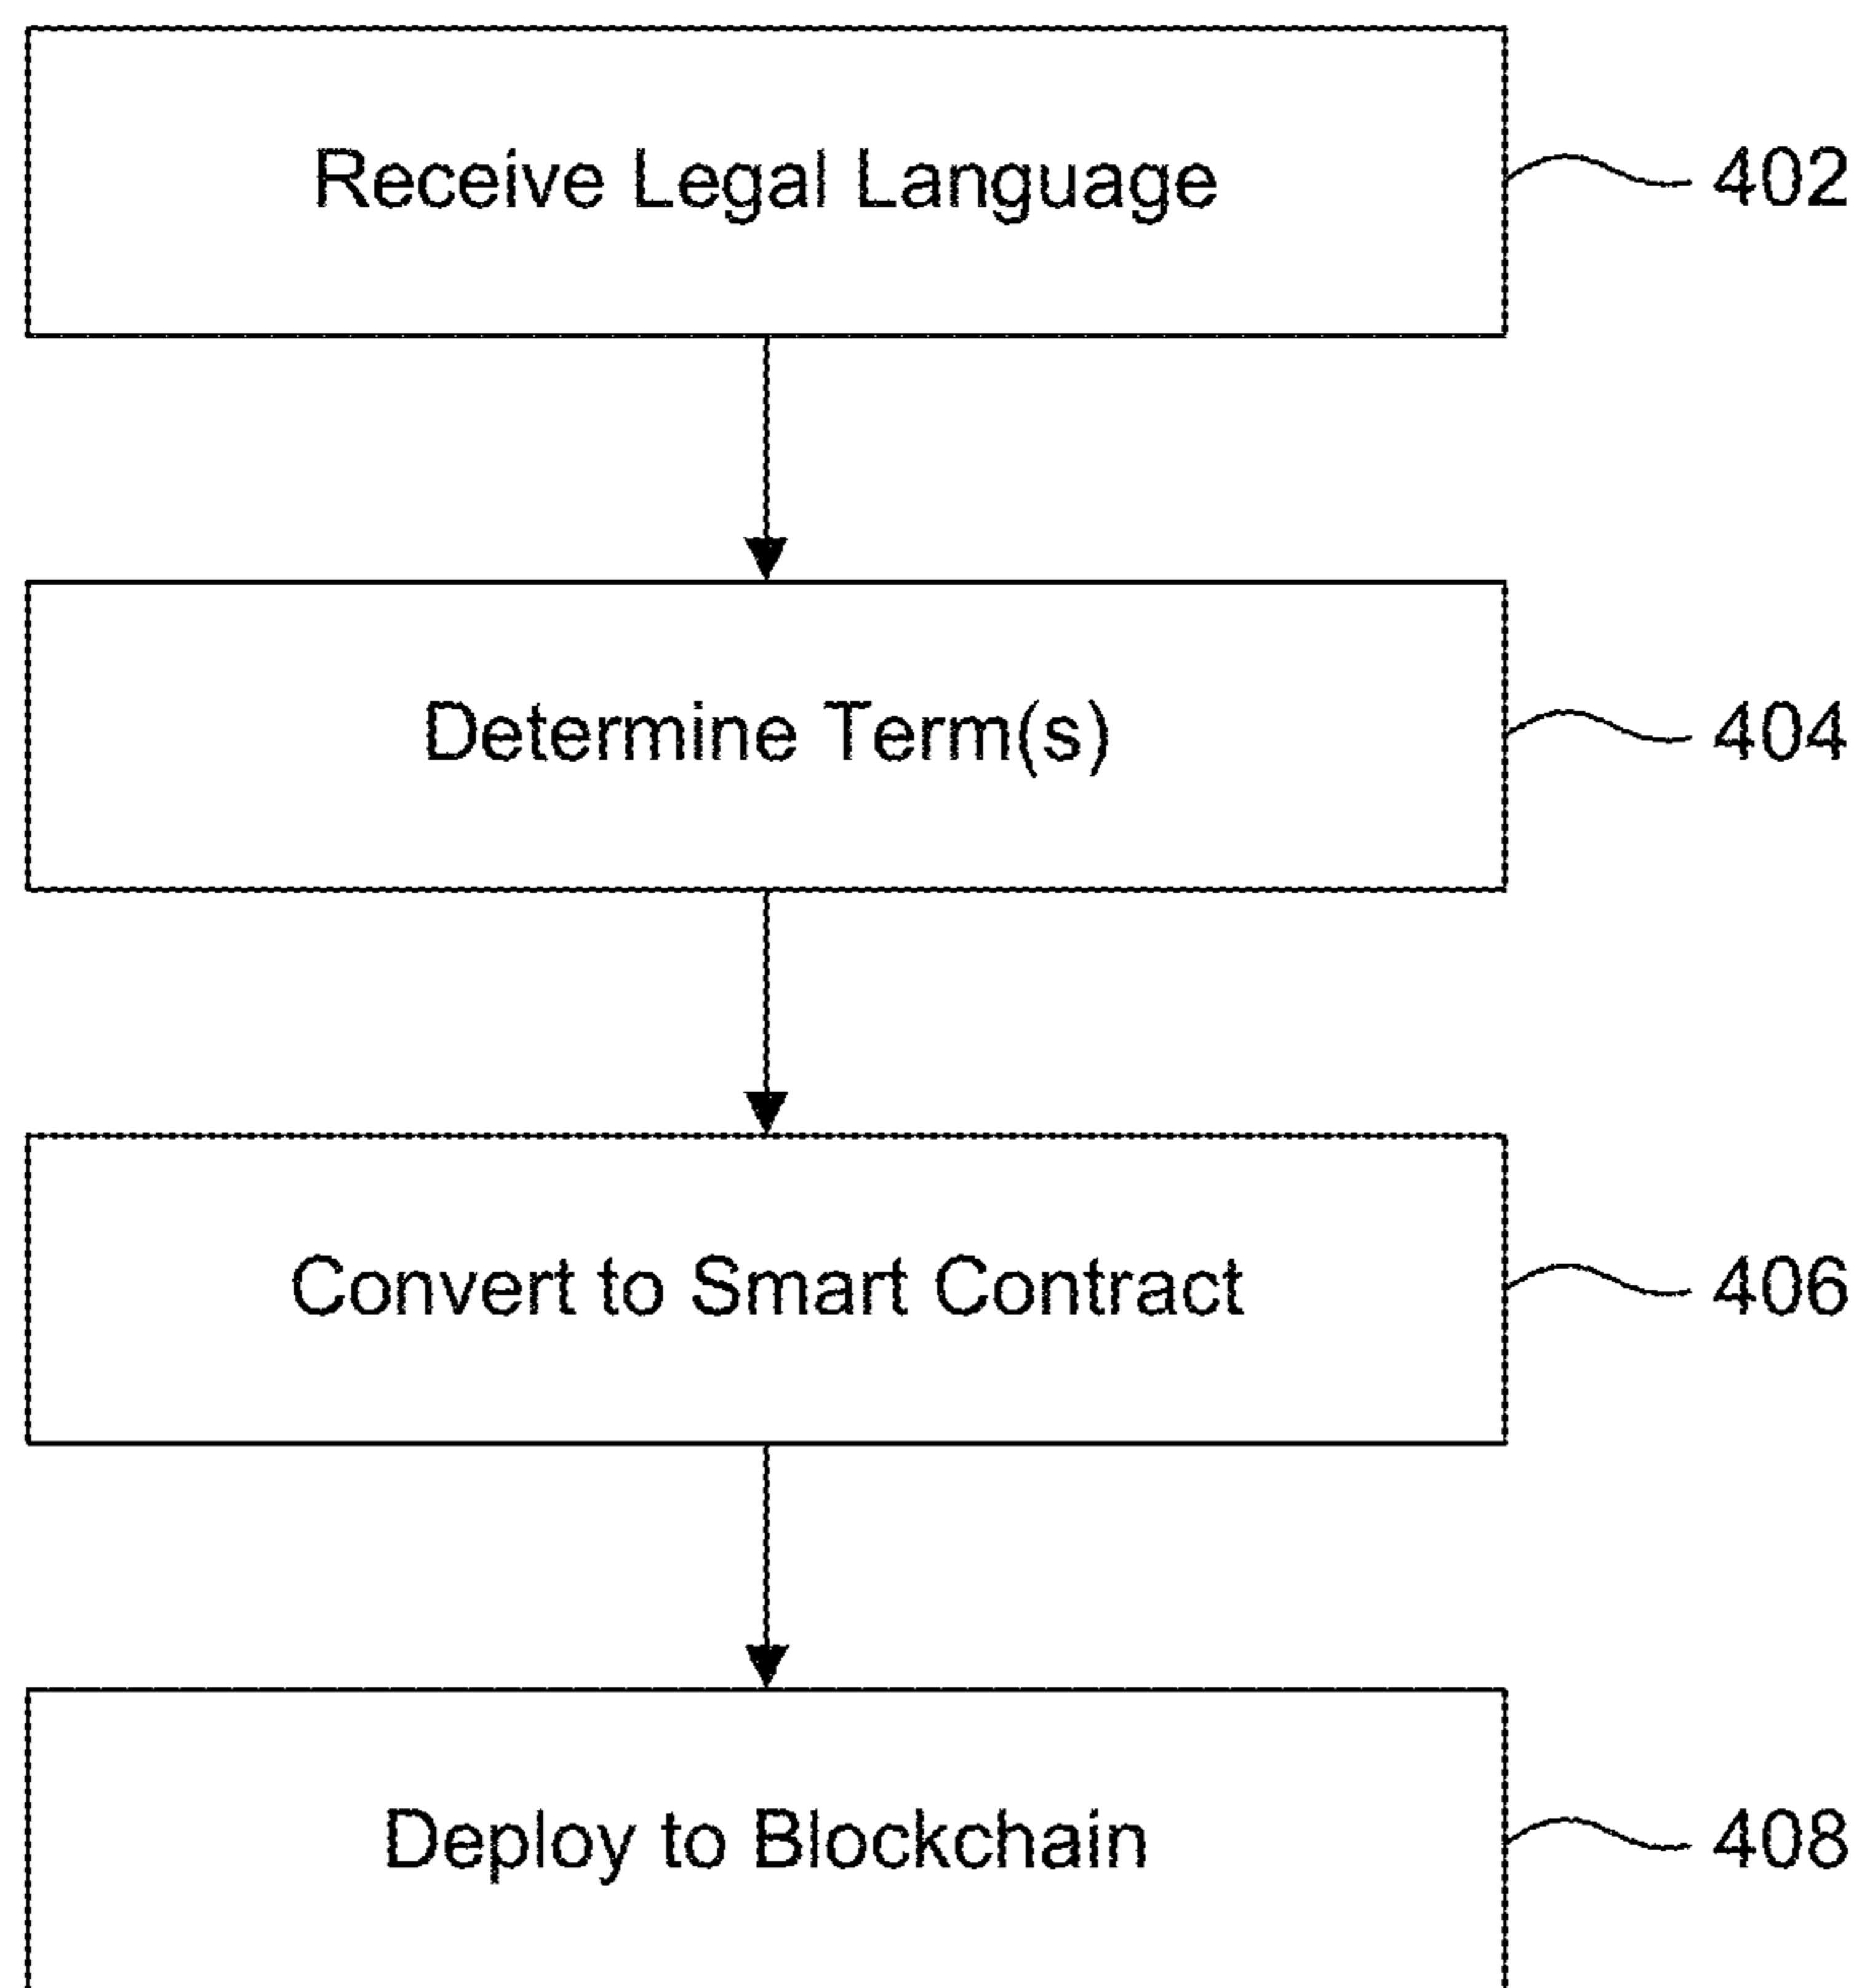 Receive Legal Language 402
Determine Term(s) 404
Convert to Smart Contract 406
Deploy to Blockchain 408